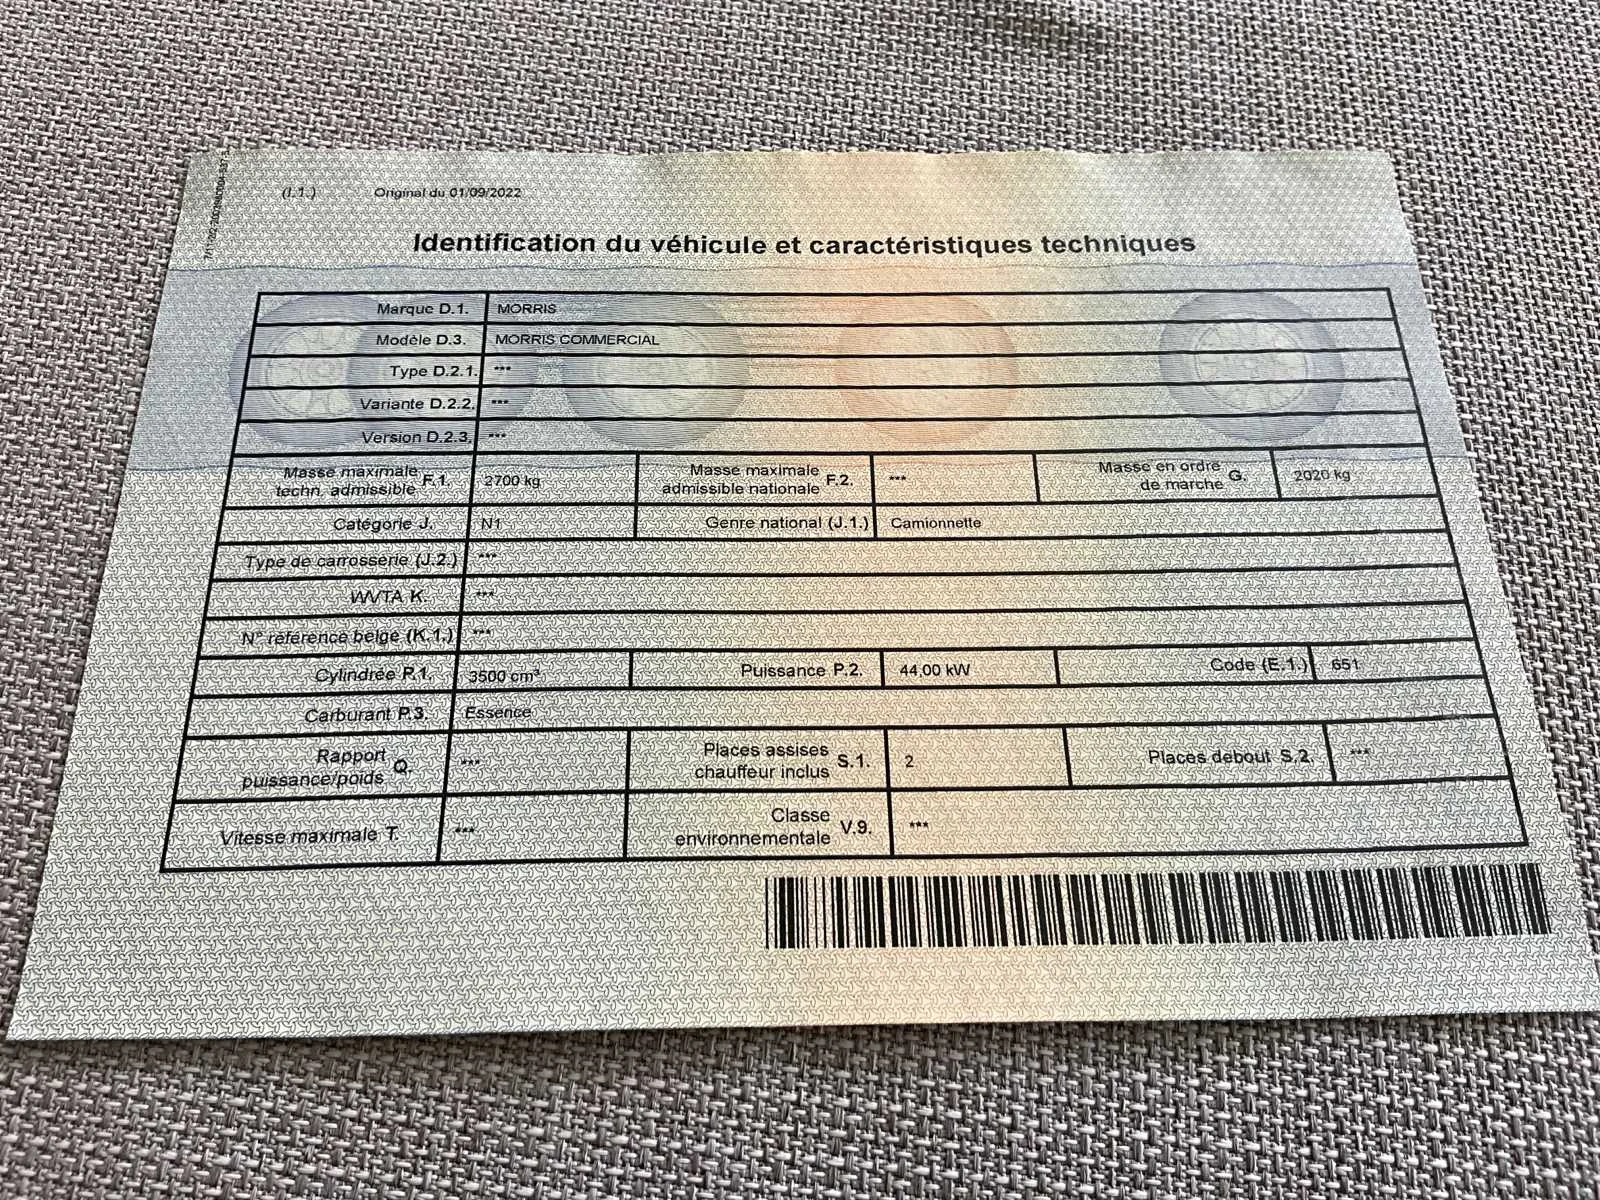 (I.1.) Original du 01/09/2022
Identification du véhicule et caractéristiques techniques
Marque D.1. MORRIS
Modèle D.3. MORRIS COMMERCIAL
Type D.2.1. ***
Variante D.2.2. ***
Version D.2.3. ***
Masse maximale techn. admissible F.1. 2700 kg Masse maximale admissible nationale F.2. *** Masse en ordre de marche G. 2020 kg
Catégorie J. N1 Genre national (J.1.) Camionnette
Type de carrosserie (J.2.) ***
WVTA K. ***
N° référence belge (K.1.) ***
Cylindrée P.1. 3500 cm³ Puissance P.2. 44,00 kW Code (E.1.) 651
Carburant P.3. Essence
Rapport puissance/poids Q. *** Places assises chauffeur inclus S.1. 2 Places debout S.2. ***
Vitesse maximale T. *** Classe environnementale V.9. ***